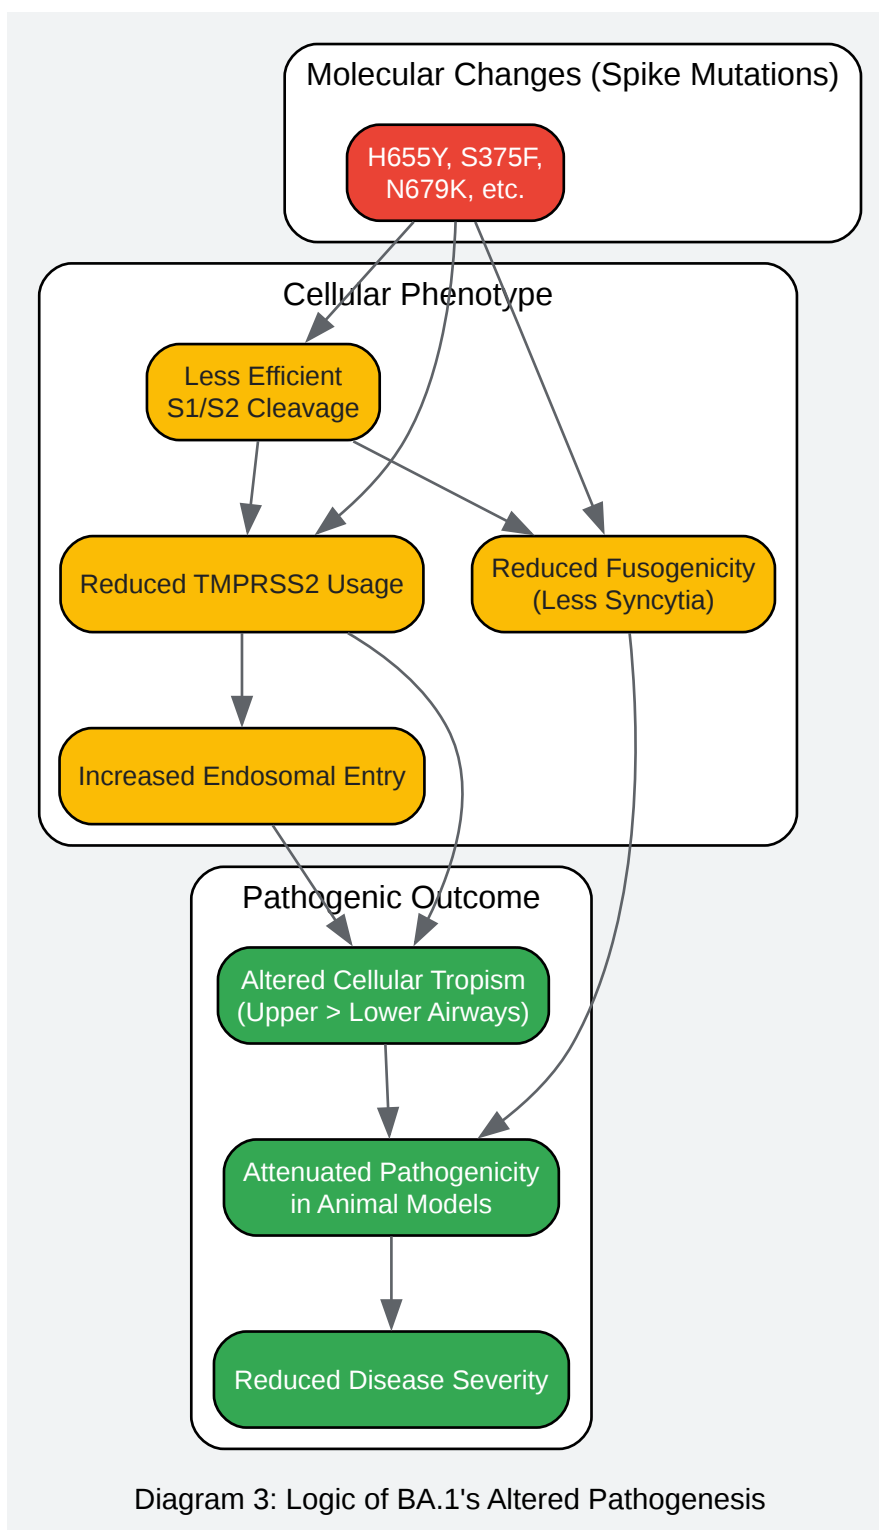 Molecular Changes (Spike Mutations)
H655Y, S375F,
N679K, etc.
Cellular Phenotype
Less Efficient
S1/S2 Cleavage
Reduced TMPRSS2 Usage
Reduced Fusogenicity
(Less Syncytia)
Increased Endosomal Entry
Pathogenic Outcome
Altered Cellular Tropism
(Upper > Lower Airways)
Attenuated Pathogenicity
in Animal Models
Reduced Disease Severity
Diagram 3: Logic of BA.1's Altered Pathogenesis